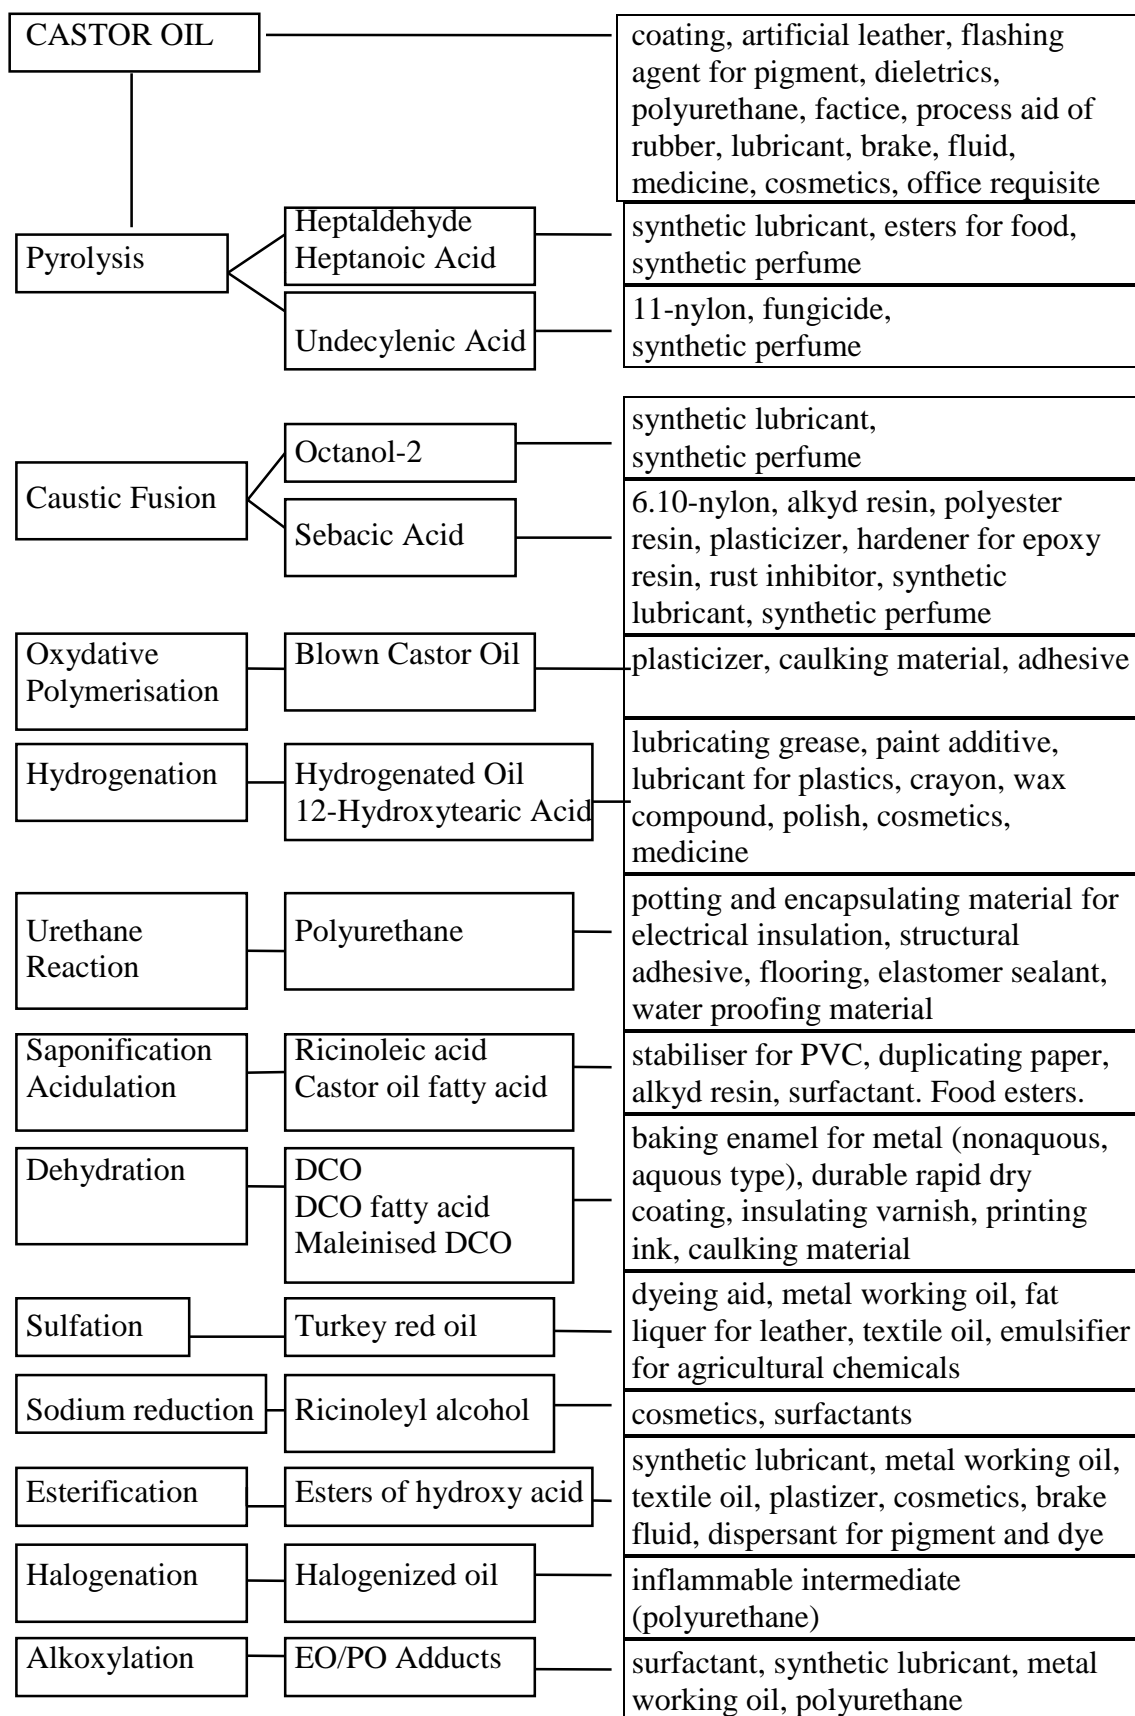 CASTOR OIL
coating, artificial leather, flashing
agent for pigment, dieletrics,
polyurethane, factice, process aid of
rubber, lubricant, brake, fluid,
medicine, cosmetics, office requisite
Pyrolysis
Heptaldehyde
Heptanoic Acid
synthetic lubricant, esters for food,
synthetic perfume
Undecylenic Acid
11-nylon, fungicide,
synthetic perfume
Caustic Fusion
Octanol-2
synthetic lubricant,
synthetic perfume
Sebacic Acid
6.10-nylon, alkyd resin, polyester
resin, plasticizer, hardener for epoxy
resin, rust inhibitor, synthetic
lubricant, synthetic perfume
Oxydative
Polymerisation
Blown Castor Oil
plasticizer, caulking material, adhesive
Hydrogenation
Hydrogenated Oil
12-Hydroxytearic Acid
lubricating grease, paint additive,
lubricant for plastics, crayon, wax
compound, polish, cosmetics,
medicine
Urethane
Reaction
Polyurethane
potting and encapsulating material for
electrical insulation, structural
adhesive, flooring, elastomer sealant,
water proofing material
Saponification
Acidulation
Ricinoleic acid
Castor oil fatty acid
stabiliser for PVC, duplicating paper,
alkyd resin, surfactant. Food esters.
Dehydration
DCO
DCO fatty acid
Maleinised DCO
baking enamel for metal (nonaquous,
aquous type), durable rapid dry
coating, insulating varnish, printing
ink, caulking material
Sulfation
Turkey red oil
dyeing aid, metal working oil, fat
liquer for leather, textile oil, emulsifier
for agricultural chemicals
Sodium reduction
Ricinoleyl alcohol
cosmetics, surfactants
Esterification
Esters of hydroxy acid
synthetic lubricant, metal working oil,
textile oil, plastizer, cosmetics, brake
fluid, dispersant for pigment and dye
Halogenation
Halogenized oil
inflammable intermediate
(polyurethane)
Alkoxylation
EO/PO Adducts
surfactant, synthetic lubricant, metal
working oil, polyurethane